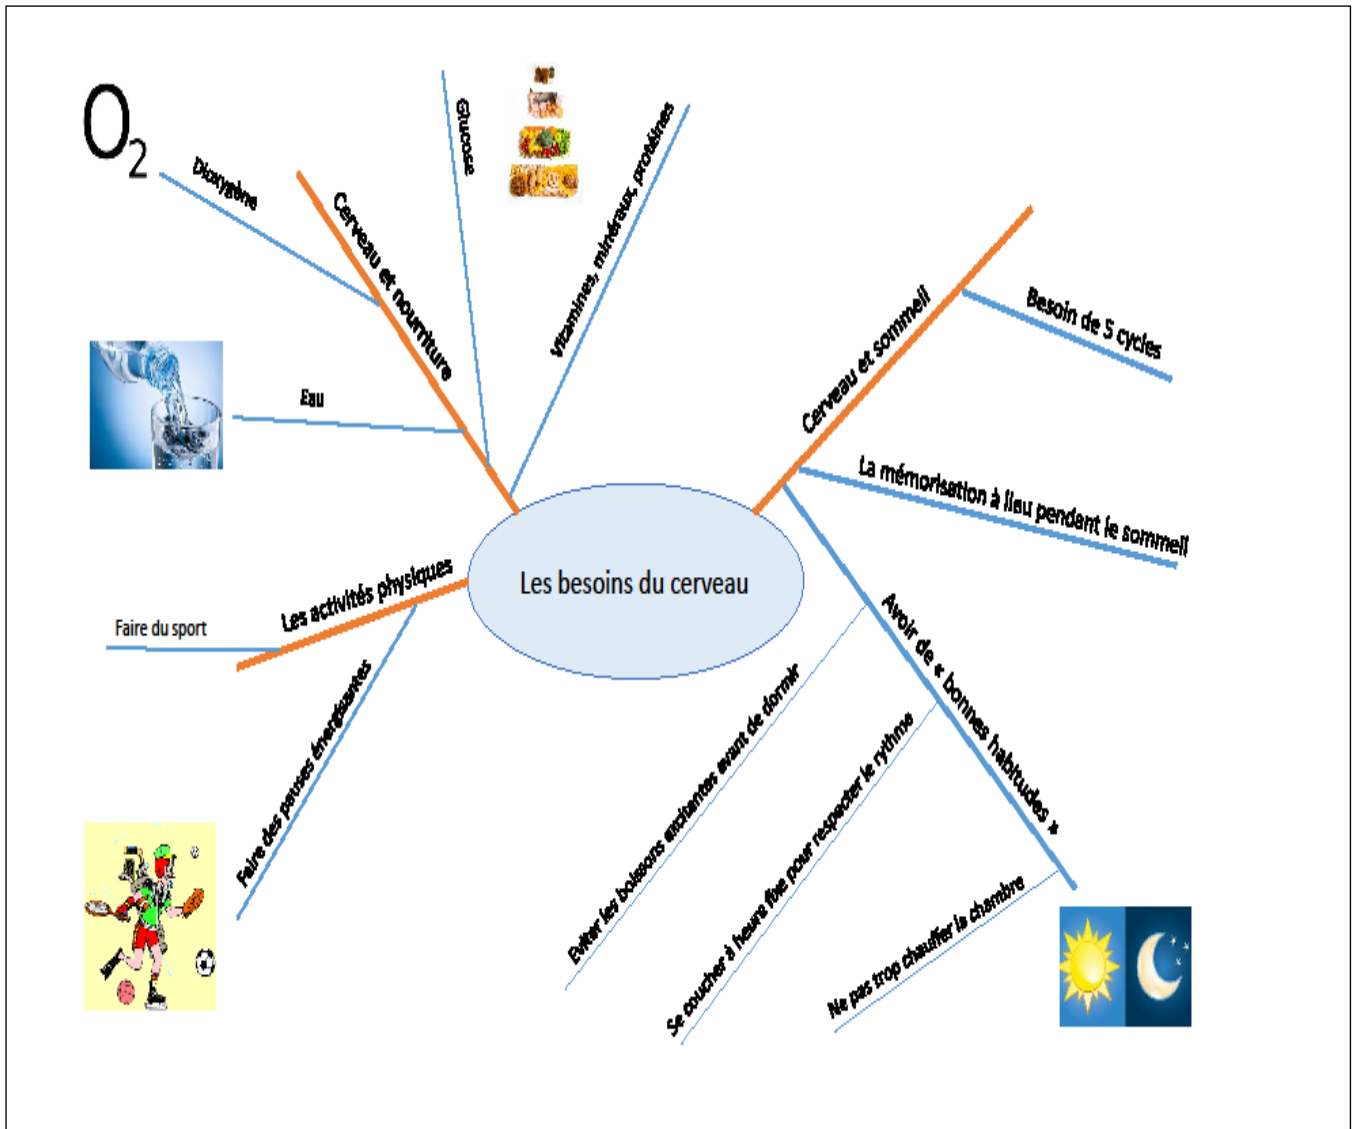 O2
Dioxygène
Cerveau et nourriture
Glucose
Vitamines, minéraux, protéines
Eau
Cerveau et sommeil
Besoin de 5 cycles
La mémorisation à lieu pendant le sommeil
Les besoins du cerveau
Les activités physiques
Faire du sport
Faire des pauses énergisantes
Avoir de « bonnes habitudes »
Eviter les boissons excitantes avant de dormir
Se coucher à heure fixe pour respecter le rythme
Ne pas trop chauffer la chambre